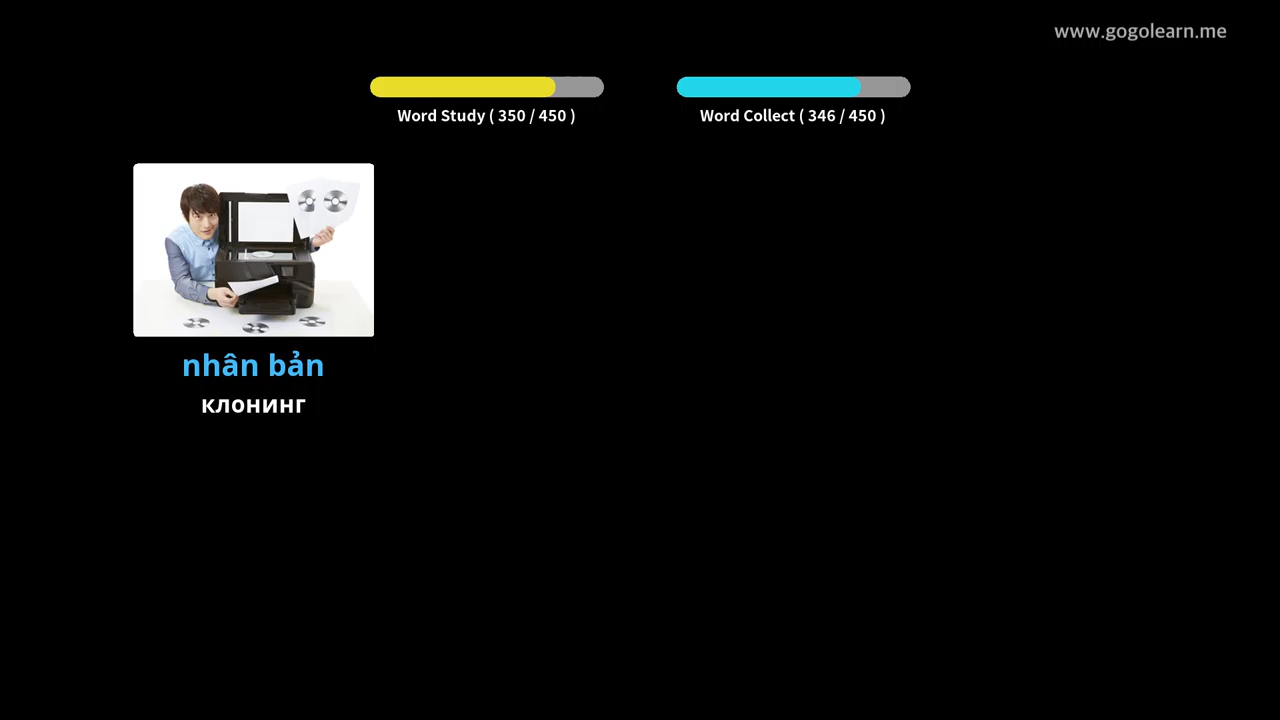 www.gogolearn.me
Word Study ( 350 / 450 )
Word Collect ( 346 / 450 )
nhân bản
клонинг